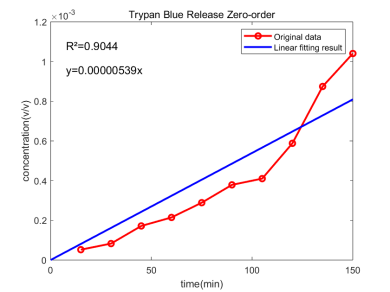 Trypan Blue Release Zero-order
×10⁻³
1.2
1
0.8
0.6
0.4
0.2
0
concentration(v/v)
R²=0.9044
y=0.00000539x
Original data
Linear fitting result
0
50
100
150
time(min)